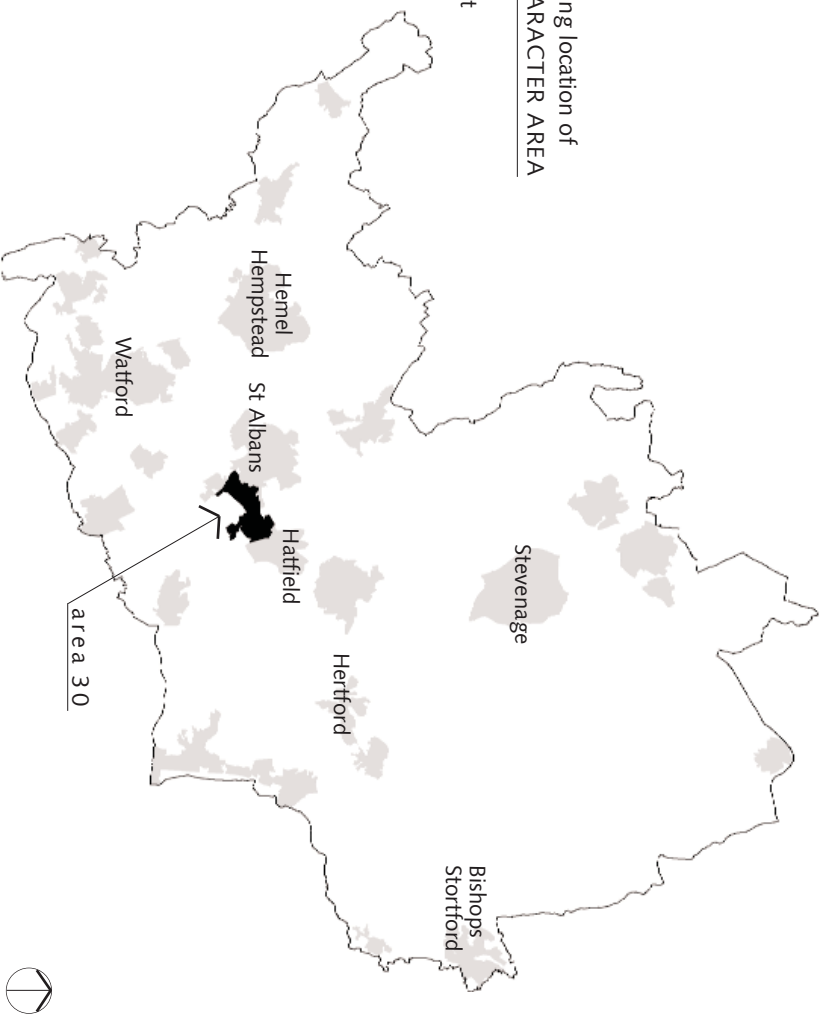 ng location of
ARACTER AREA
t
Stevenage
Bishops
Stortford
Hertford
Hatfield
Hemel
Hempstead
St Albans
Watford
area 30